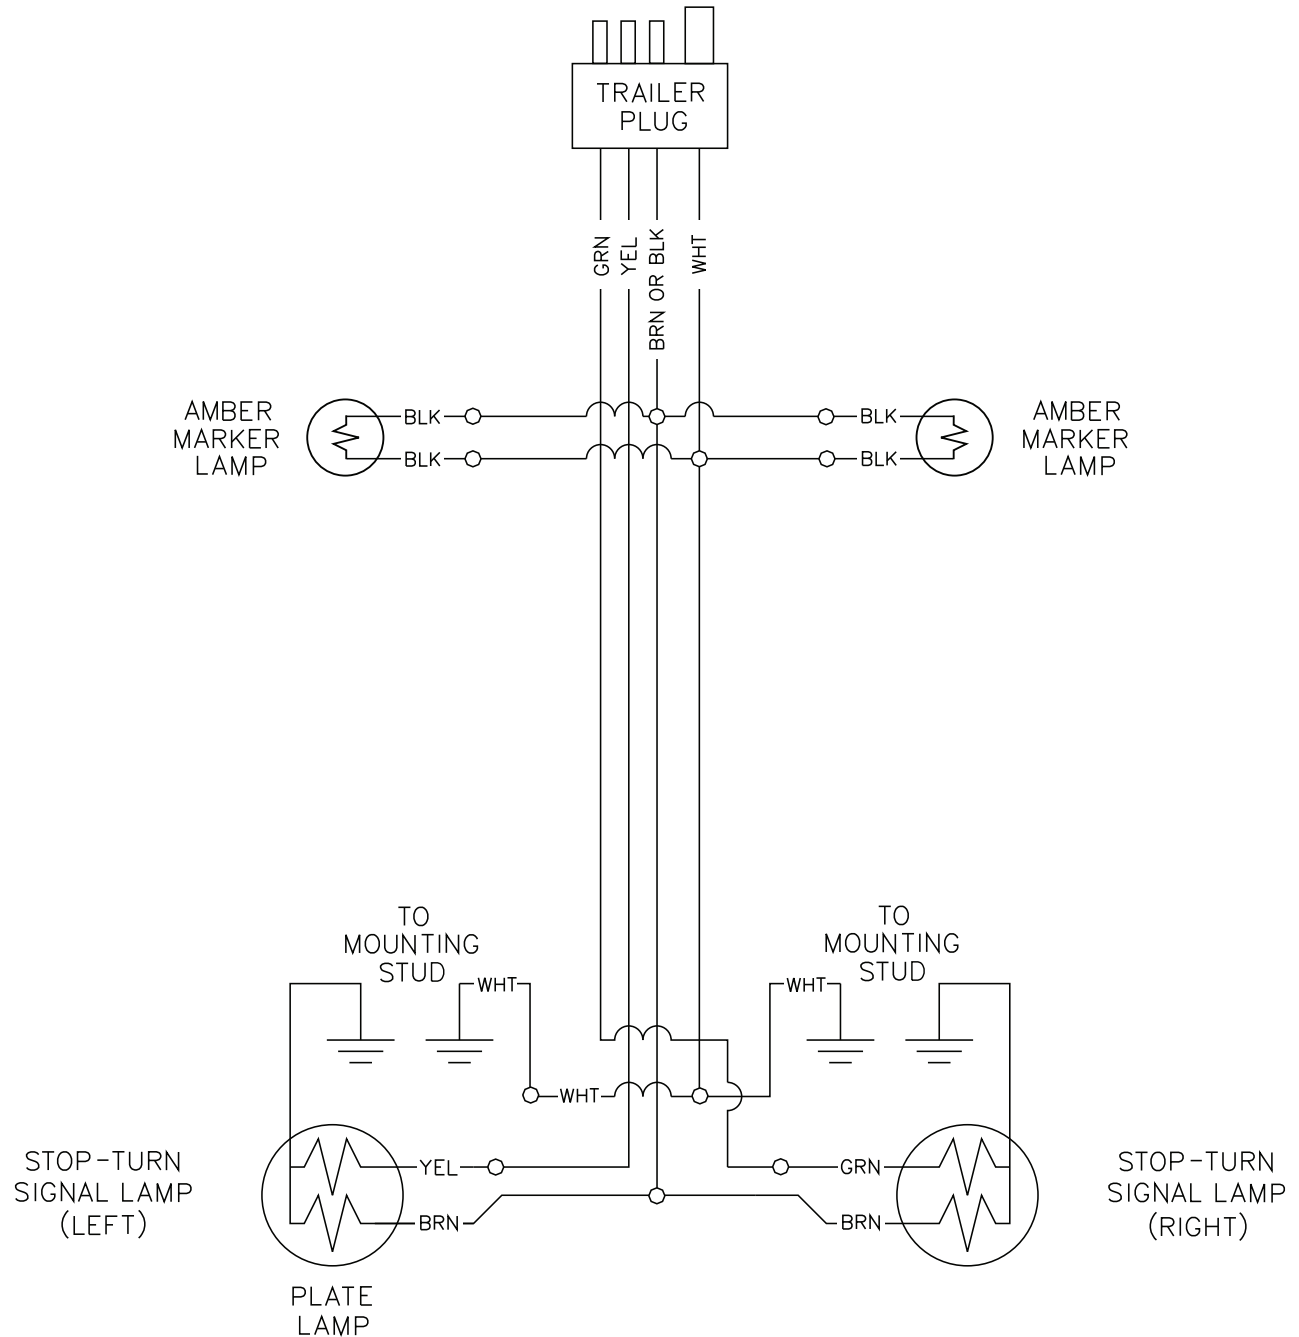 TRAILER
PLUG
GRN
YEL
BRN OR BLK
WHT
AMBER
MARKER
LAMP
BLK
BLK
BLK
BLK
AMBER
MARKER
LAMP
TO
MOUNTING
STUD
WHT
TO
MOUNTING
STUD
WHT
WHT
STOP-TURN
SIGNAL LAMP
(LEFT)
YEL
BRN
GRN
BRN
STOP-TURN
SIGNAL LAMP
(RIGHT)
PLATE
LAMP